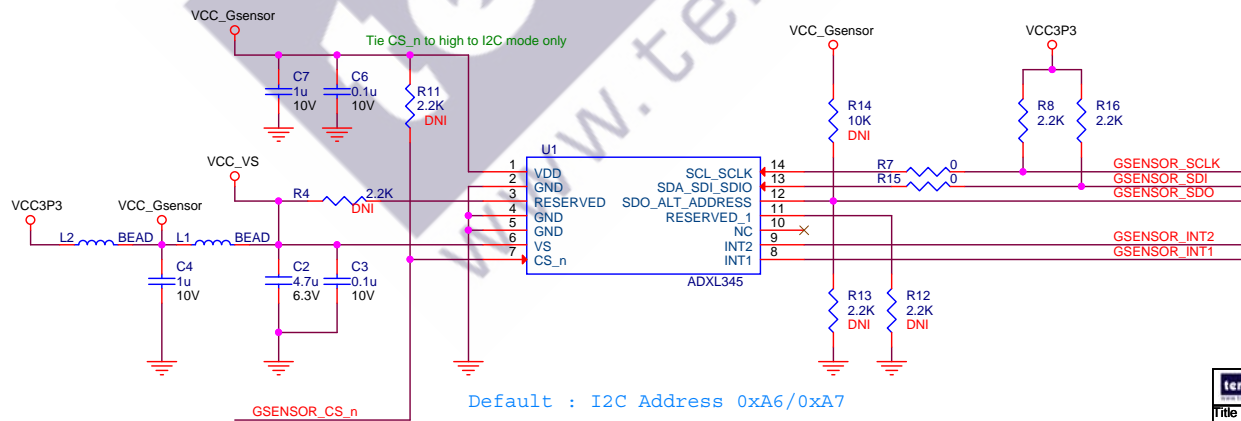 VCC_Gsensor
Tie CS_n to high to I2C mode only
C7
1u
10V
C6
0.1u
10V
R11
2.2K
DNI
VCC_Gsensor
R14
10K
DNI
VCC3P3
R8
2.2K
R16
2.2K
VCC_VS
R4
2.2K
DNI
VCC3P3
VCC_Gsensor
L2
BEAD
L1
BEAD
C4
1u
10V
C2
4.7u
6.3V
C3
0.1u
10V
U1
1
VDD
2
GND
3
RESERVED
4
GND
5
GND
6
VS
7
CS_n
14
SCL_SCLK
13
SDA_SDI_SDIO
12
SDO_ALT_ADDRESS
11
RESERVED_1
10
NC
9
INT2
8
INT1
ADXL345
R7
0
R15
0
GSENSOR_SCLK
GSENSOR_SDI
GSENSOR_SDO
GSENSOR_INT2
GSENSOR_INT1
R13
2.2K
DNI
R12
2.2K
DNI
GSENSOR_CS_n
Default : I2C Address 0xA6/0xA7
www.te
ter
Title